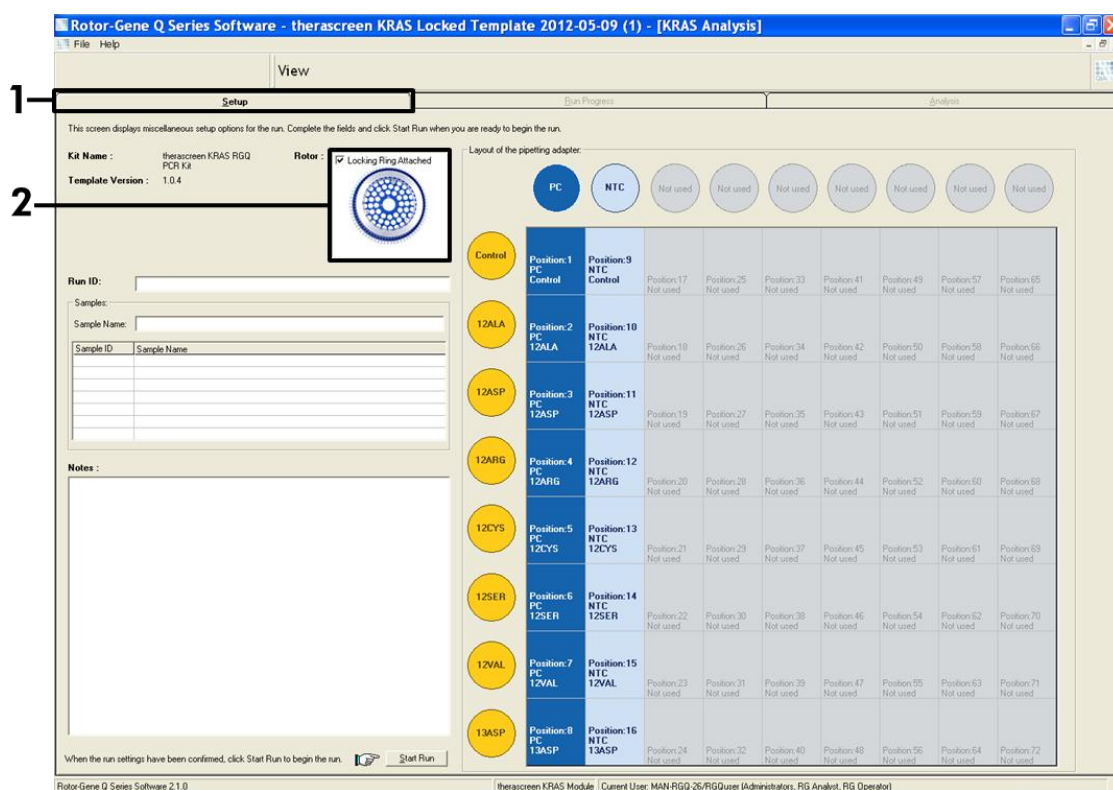 Rotor-Gene Q Series Software - therascreen KRAS Locked Template 2012-05-09 (1) - [KRAS Analysis]
File Help
View
1
Setup
Run Progress
Analysis
This screen displays miscellaneous setup options for the run. Complete the fields and click Start Run when you are ready to begin the run.
Kit Name : therascreen KRAS RGQ
PCR Kit
Template Version : 1.0.4
Rotor :
Locking Ring Attached
2
Run ID:
Samples:
Sample Name:
Sample ID Sample Name
Notes :
When the run settings have been confirmed, click Start Run to begin the run.
Start Run
Layout of the pipetting adapter:
PC NTC Not used Not used Not used Not used Not used Not used Not used
Control
Position:1 Position:9
PC NTC
Control Control Position:17 Position:25 Position:33 Position:41 Position:49 Position:57 Position:65
Not used Not used Not used Not used Not used Not used Not used
12ALA
Position:2 Position:10
PC NTC
12ALA 12ALA Position:18 Position:26 Position:34 Position:42 Position:50 Position:58 Position:66
Not used Not used Not used Not used Not used Not used Not used
12ASP
Position:3 Position:11
PC NTC
12ASP 12ASP Position:19 Position:27 Position:35 Position:43 Position:51 Position:59 Position:67
Not used Not used Not used Not used Not used Not used Not used
12ARG
Position:4 Position:12
PC NTC
12ARG 12ARG Position:20 Position:28 Position:36 Position:44 Position:52 Position:60 Position:68
Not used Not used Not used Not used Not used Not used Not used
12CYS
Position:5 Position:13
PC NTC
12CYS 12CYS Position:21 Position:29 Position:37 Position:45 Position:53 Position:61 Position:69
Not used Not used Not used Not used Not used Not used Not used
12SER
Position:6 Position:14
PC NTC
12SER 12SER Position:22 Position:30 Position:38 Position:46 Position:54 Position:62 Position:70
Not used Not used Not used Not used Not used Not used Not used
12VAL
Position:7 Position:15
PC NTC
12VAL 12VAL Position:23 Position:31 Position:39 Position:47 Position:55 Position:63 Position:71
Not used Not used Not used Not used Not used Not used Not used
13ASP
Position:8 Position:16
PC NTC
13ASP 13ASP Position:24 Position:32 Position:40 Position:48 Position:56 Position:64 Position:72
Not used Not used Not used Not used Not used Not used Not used
Rotor-Gene Q Series Software 2.1.0
therascreen KRAS Module Current User: MAN-RGQ-26/RGQuser (Administrators, RG Analyst, RG Operator)